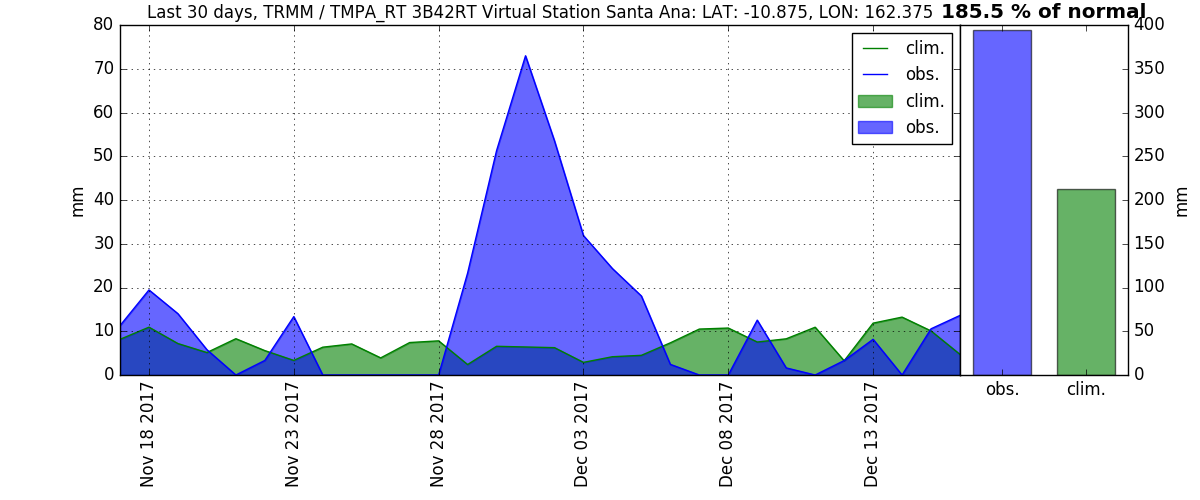 Last 30 days, TRMM / TMPA_RT 3B42RT Virtual Station Santa Ana: LAT: -10.875, LON: 162.375 185.5 % of normal
80
70
60
50
40
30
20
10
0
mm
clim.
obs.
clim.
obs.
Nov 18 2017
Nov 23 2017
Nov 28 2017
Dec 03 2017
Dec 08 2017
Dec 13 2017
400
350
300
250
200
150
100
50
0
mm
obs. clim.